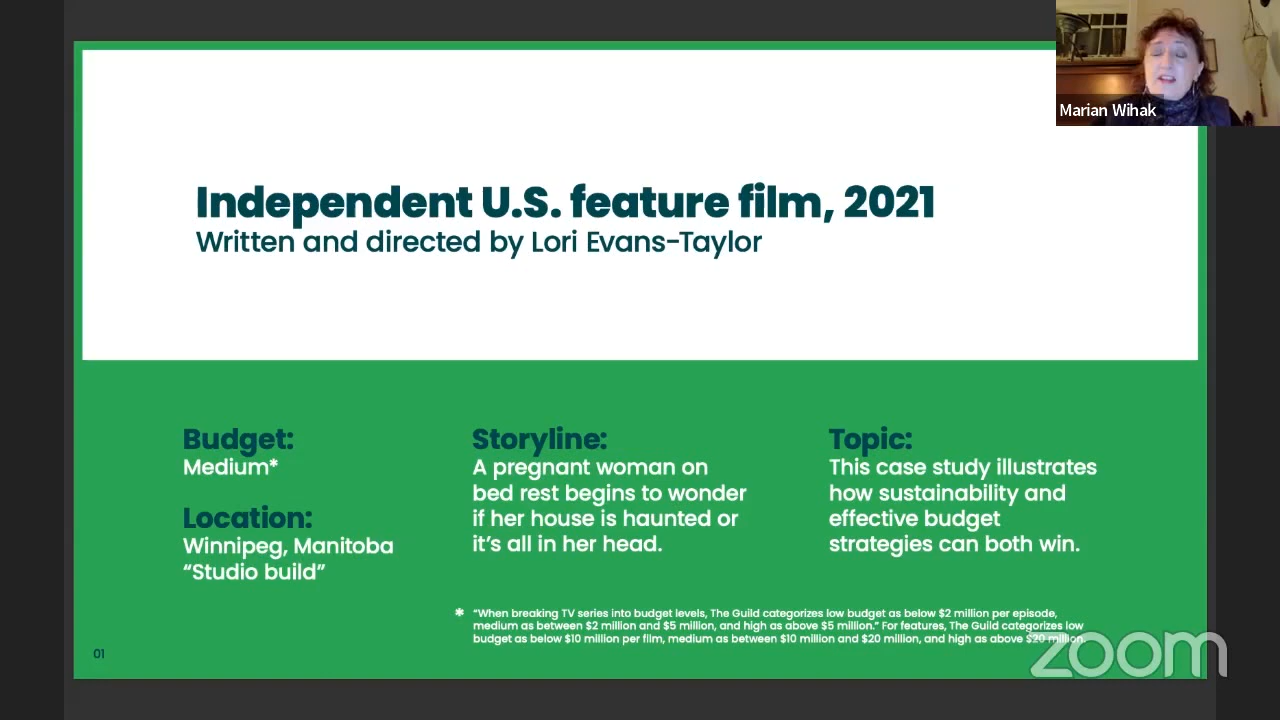 Marian Wihak
Independent U.S. feature film, 2021
Written and directed by Lori Evans-Taylor
Budget:
Medium*
Location:
Winnipeg, Manitoba
“Studio build”
Storyline:
A pregnant woman on
bed rest begins to wonder
if her house is haunted or
it’s all in her head.
Topic:
This case study illustrates
how sustainability and
effective budget
strategies can both win.
* “When breaking TV series into budget levels, The Guild categorizes low budget as below $2 million per episode,
medium as between $2 million and $5 million, and high as above $5 million.” For features, The Guild categorizes low
budget as below $10 million per film, medium as between $10 million and $20 million, and high as above $20 million.
01
zoom